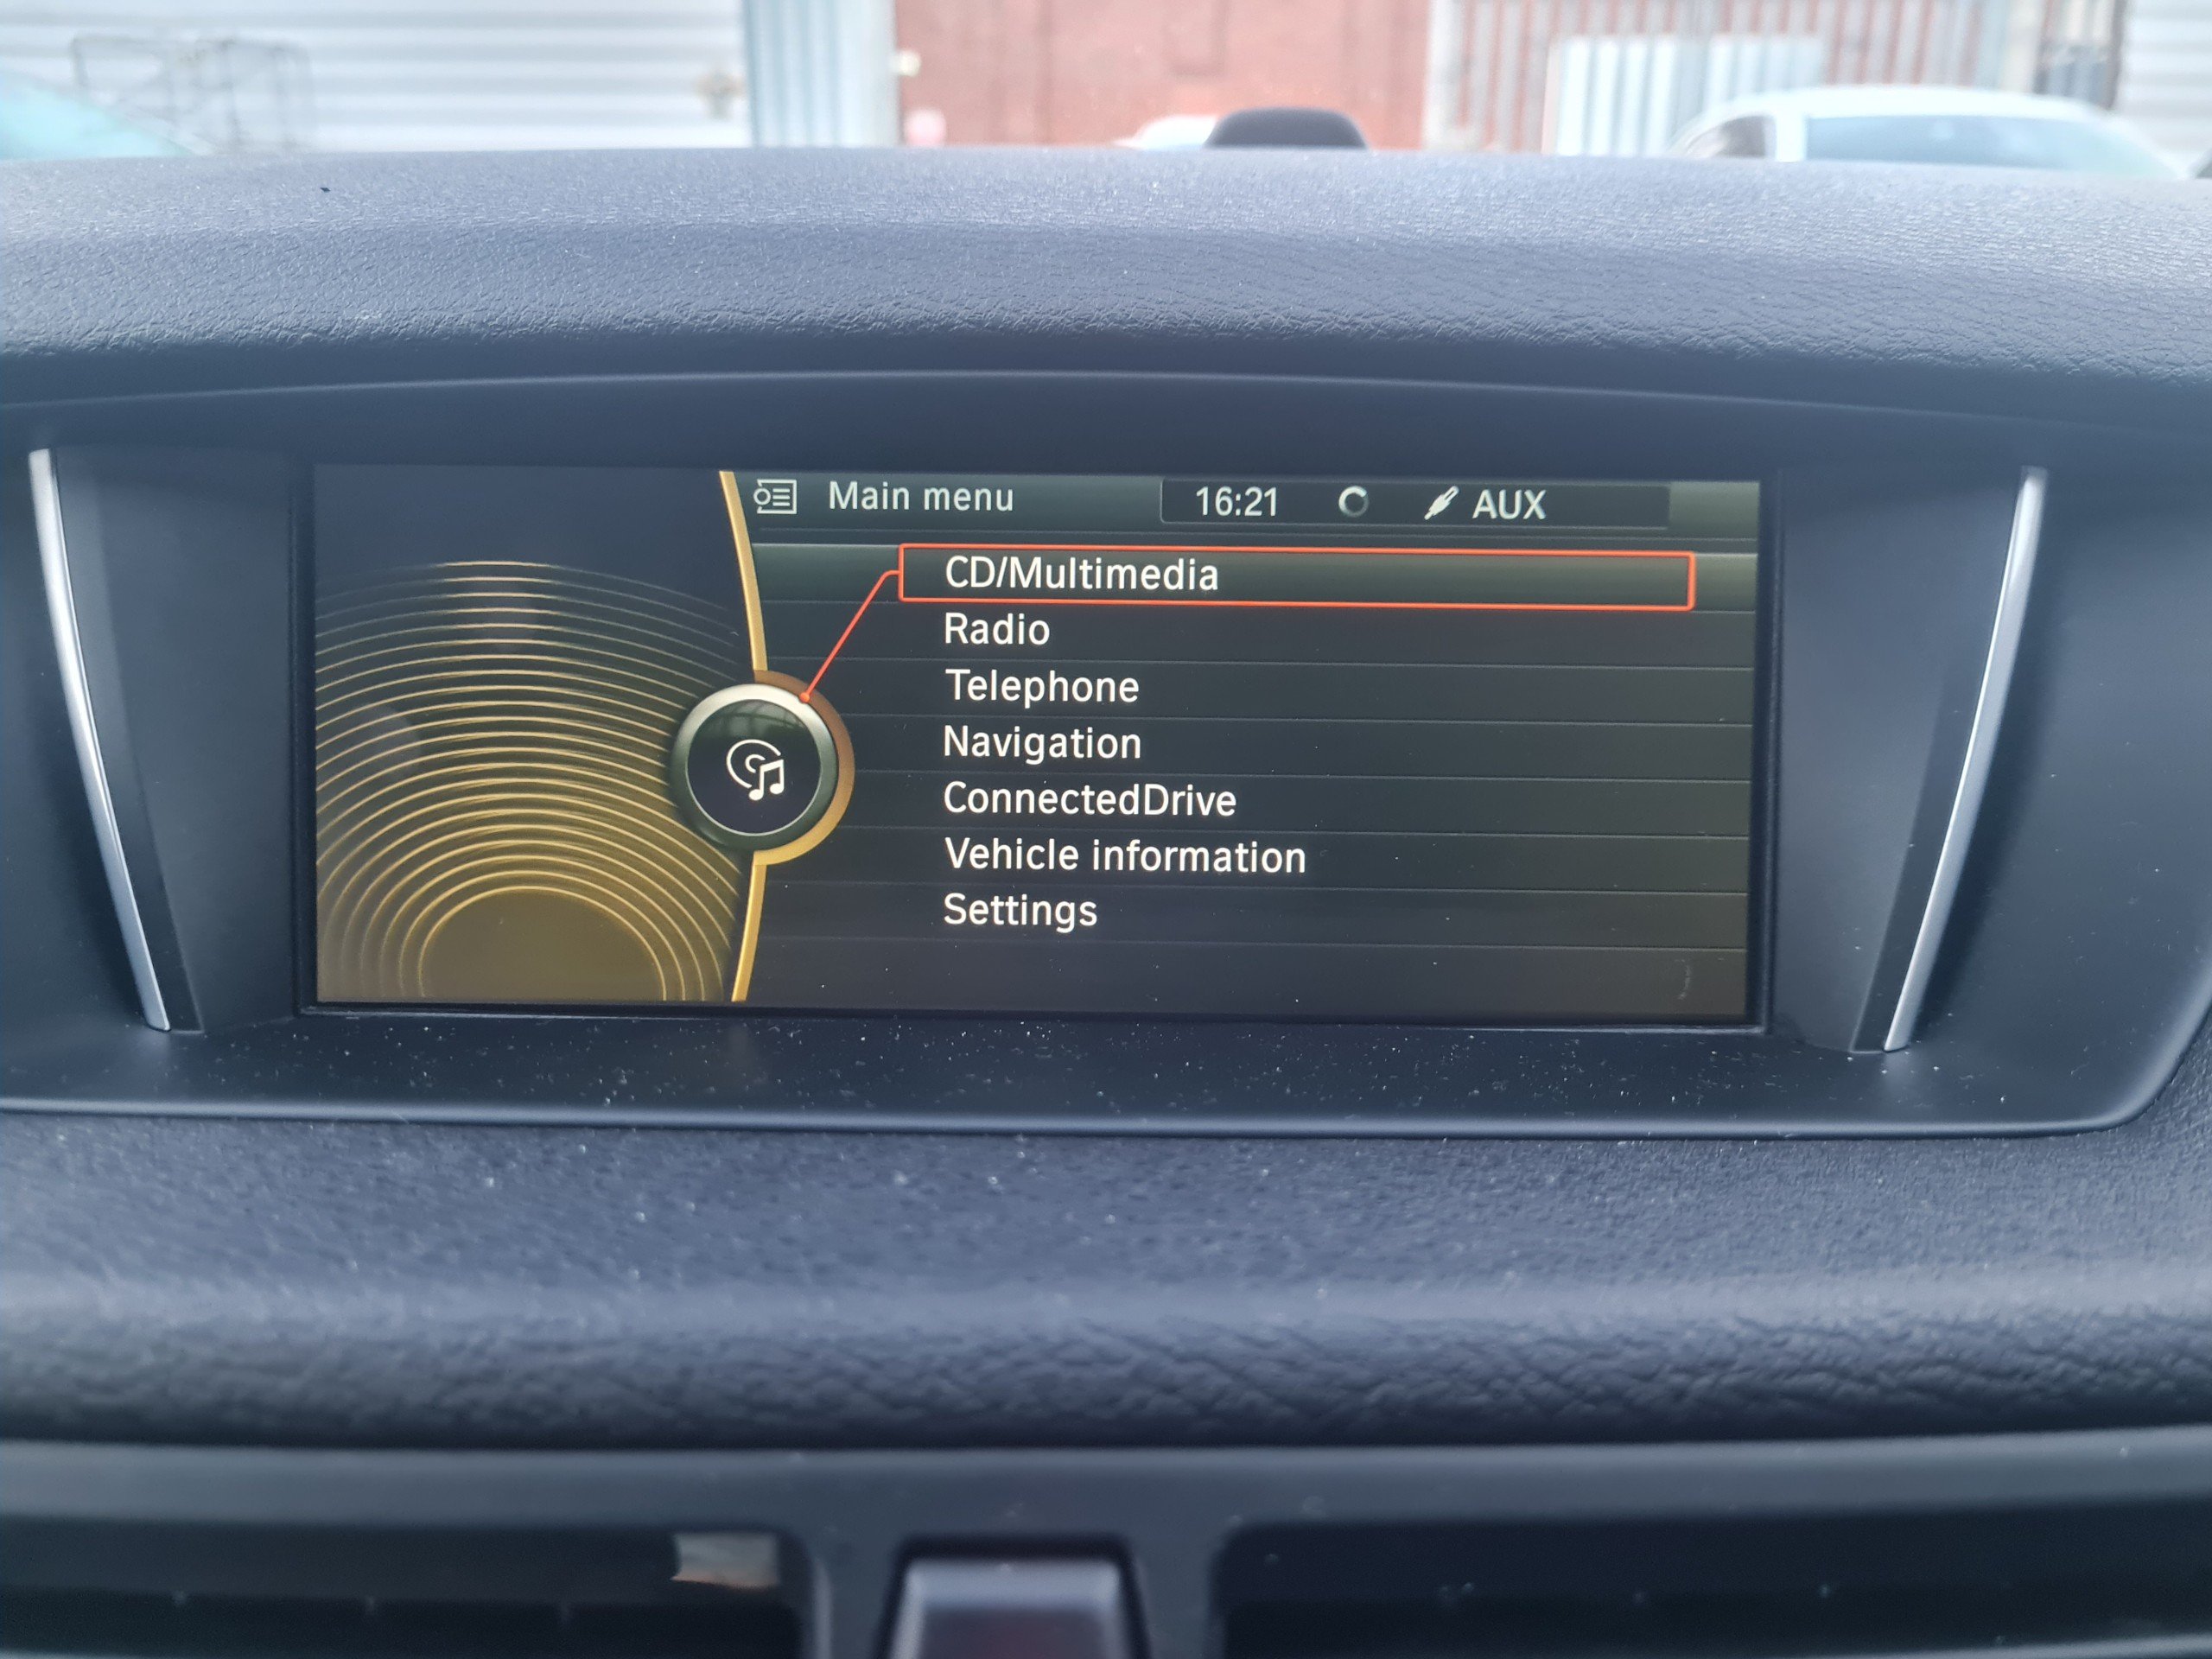 Main menu 16:21 AUX
CD/Multimedia
Radio
Telephone
Navigation
ConnectedDrive
Vehicle information
Settings